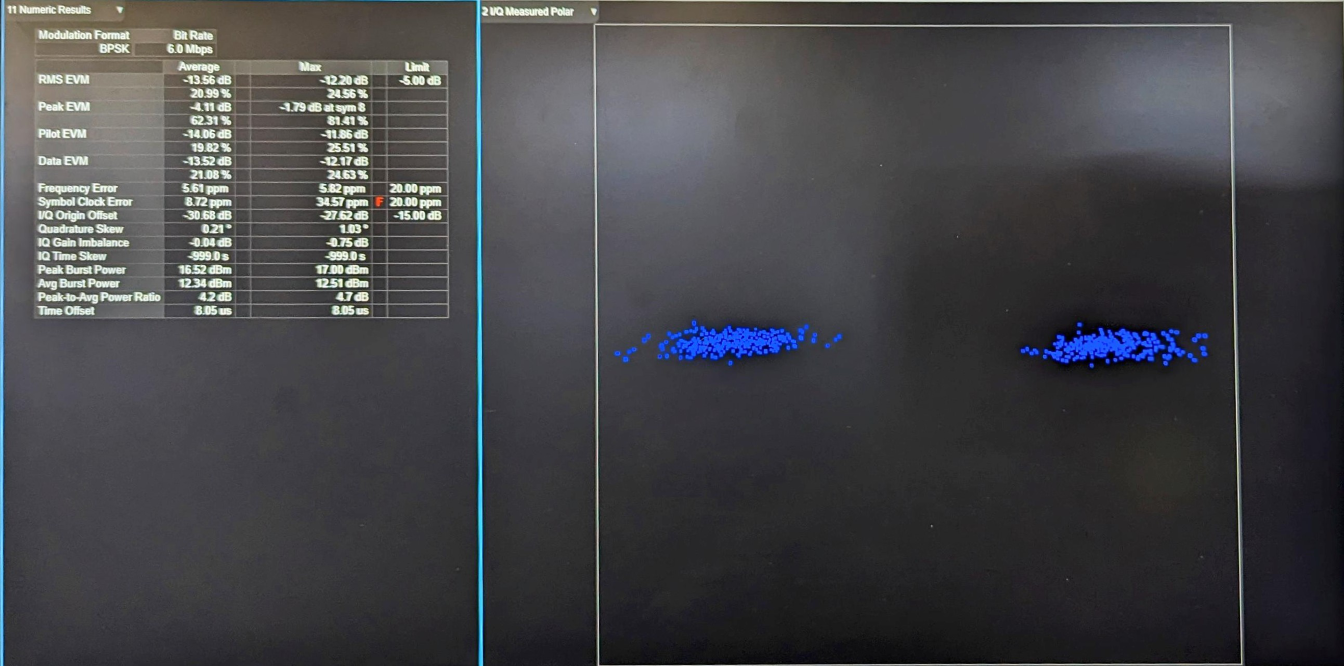 11 Numeric Results ▼
2 I/Q Measured Polar ▼
Modulation Format Bit Rate
BPSK 6.0 Mbps
Average Max Limit
RMS EVM -13.56 dB -12.20 dB -5.00 dB
20.99 % 24.56 %
Peak EVM -4.11 dB -1.79 dB at sym 8
62.31 % 81.41 %
Pilot EVM -14.06 dB -11.86 dB
19.82 % 25.51 %
Data EVM -13.52 dB -12.17 dB
21.08 % 24.63 %
Frequency Error 5.61 ppm 5.82 ppm 20.00 ppm
Symbol Clock Error 8.72 ppm 34.57 ppm F 20.00 ppm
I/Q Origin Offset -30.68 dB -27.62 dB -15.00 dB
Quadrature Skew 0.21 ° 1.03 °
IQ Gain Imbalance -0.04 dB -0.75 dB
IQ Time Skew -999.0 s -999.0 s
Peak Burst Power 16.52 dBm 17.00 dBm
Avg Burst Power 12.34 dBm 12.51 dBm
Peak-to-Avg Power Ratio 4.2 dB 4.7 dB
Time Offset 8.05 us 8.05 us